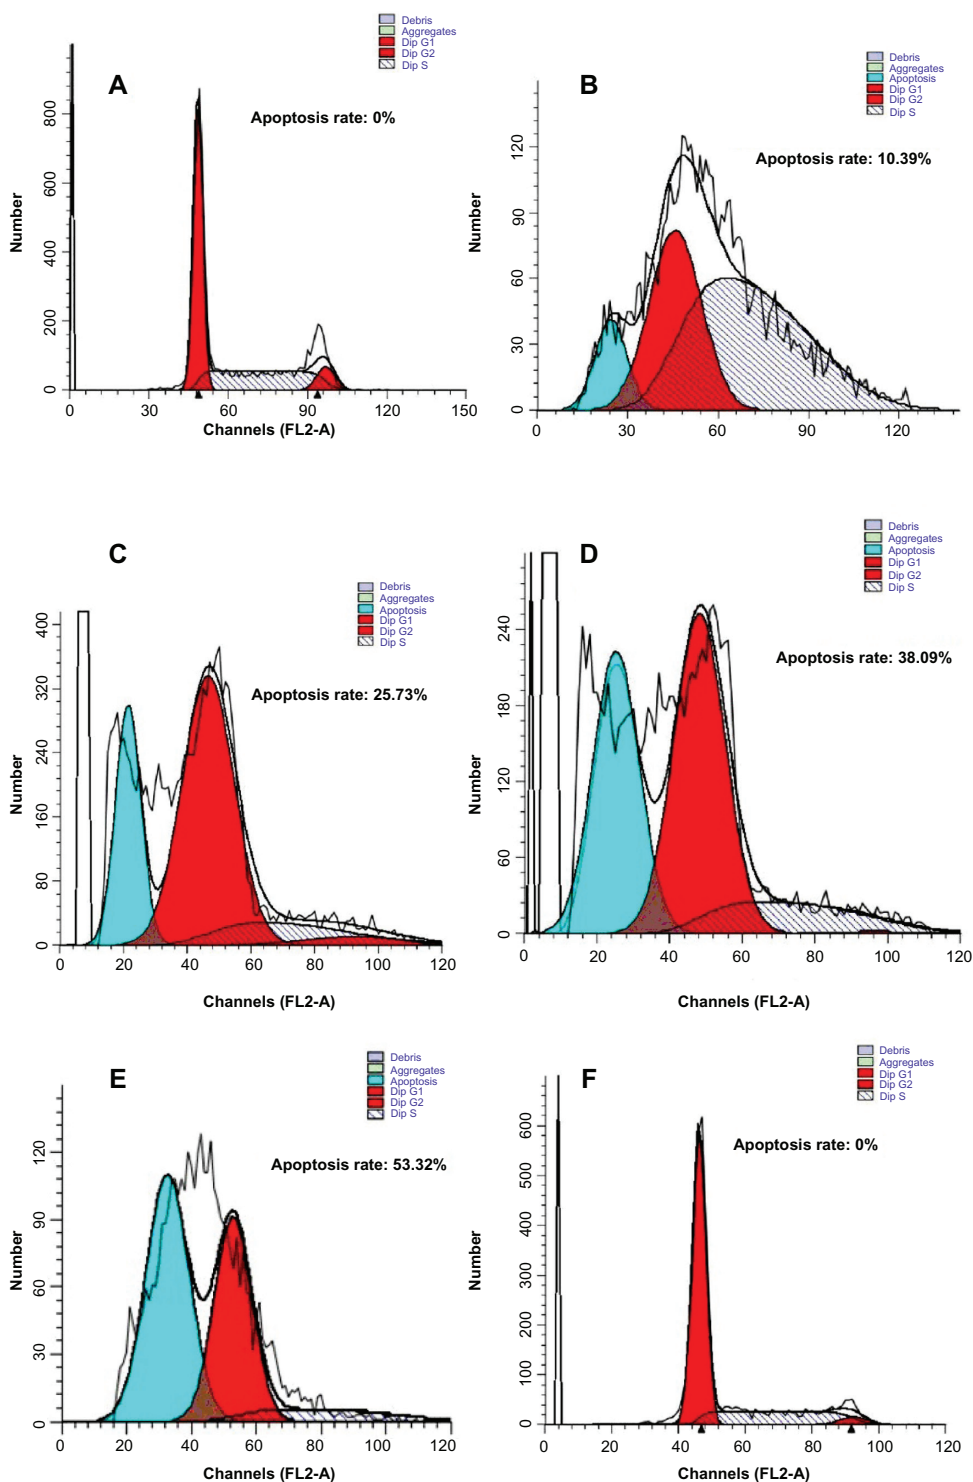 A
Debris
Aggregates
Dip G1
Dip G2
Dip S
Apoptosis rate: 0%
Number
800
600
400
200
0
0 30 60 90 120 150
Channels (FL2-A)
B
Debris
Aggregates
Apoptosis
Dip G1
Dip G2
Dip S
Apoptosis rate: 10.39%
Number
120
90
60
30
0
0 30 60 90 120
C
Debris
Aggregates
Apoptosis
Dip G1
Dip G2
Dip S
Apoptosis rate: 25.73%
Number
400
320
240
160
80
0
0 20 40 60 80 100 120
Channels (FL2-A)
D
Debris
Aggregates
Apoptosis
Dip G1
Dip G2
Dip S
Apoptosis rate: 38.09%
Number
240
180
120
60
0
0 20 40 60 80 100 120
Channels (FL2-A)
E
Debris
Aggregates
Apoptosis
Dip G1
Dip G2
Dip S
Apoptosis rate: 53.32%
Number
120
90
60
30
0
0 20 40 60 80 100 120
Channels (FL2-A)
F
Debris
Aggregates
Dip G1
Dip G2
Dip S
Apoptosis rate: 0%
Number
600
500
400
300
200
100
0
0 20 40 60 80 100 120
Channels (FL2-A)